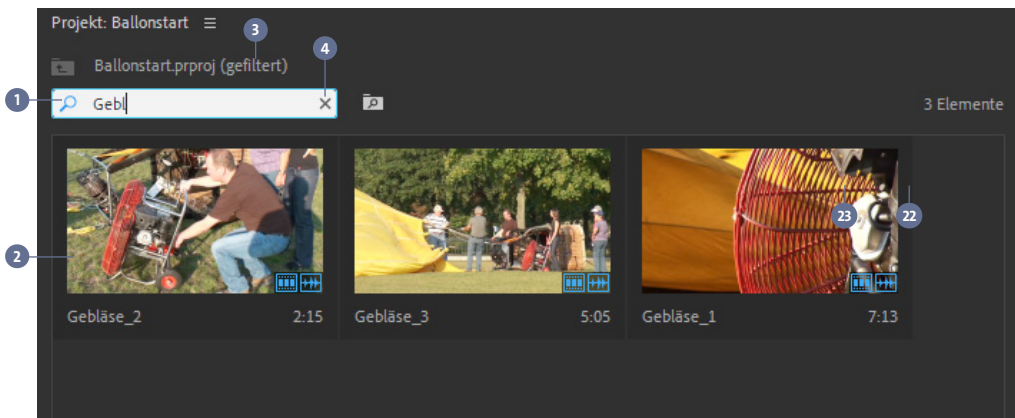 Projekt: Ballonstart
3
4
Ballonstart.prproj (gefiltert)
1
Gebl
3 Elemente
23
22
2
Gebläse_2 2:15
Gebläse_3 5:05
Gebläse_1 7:13